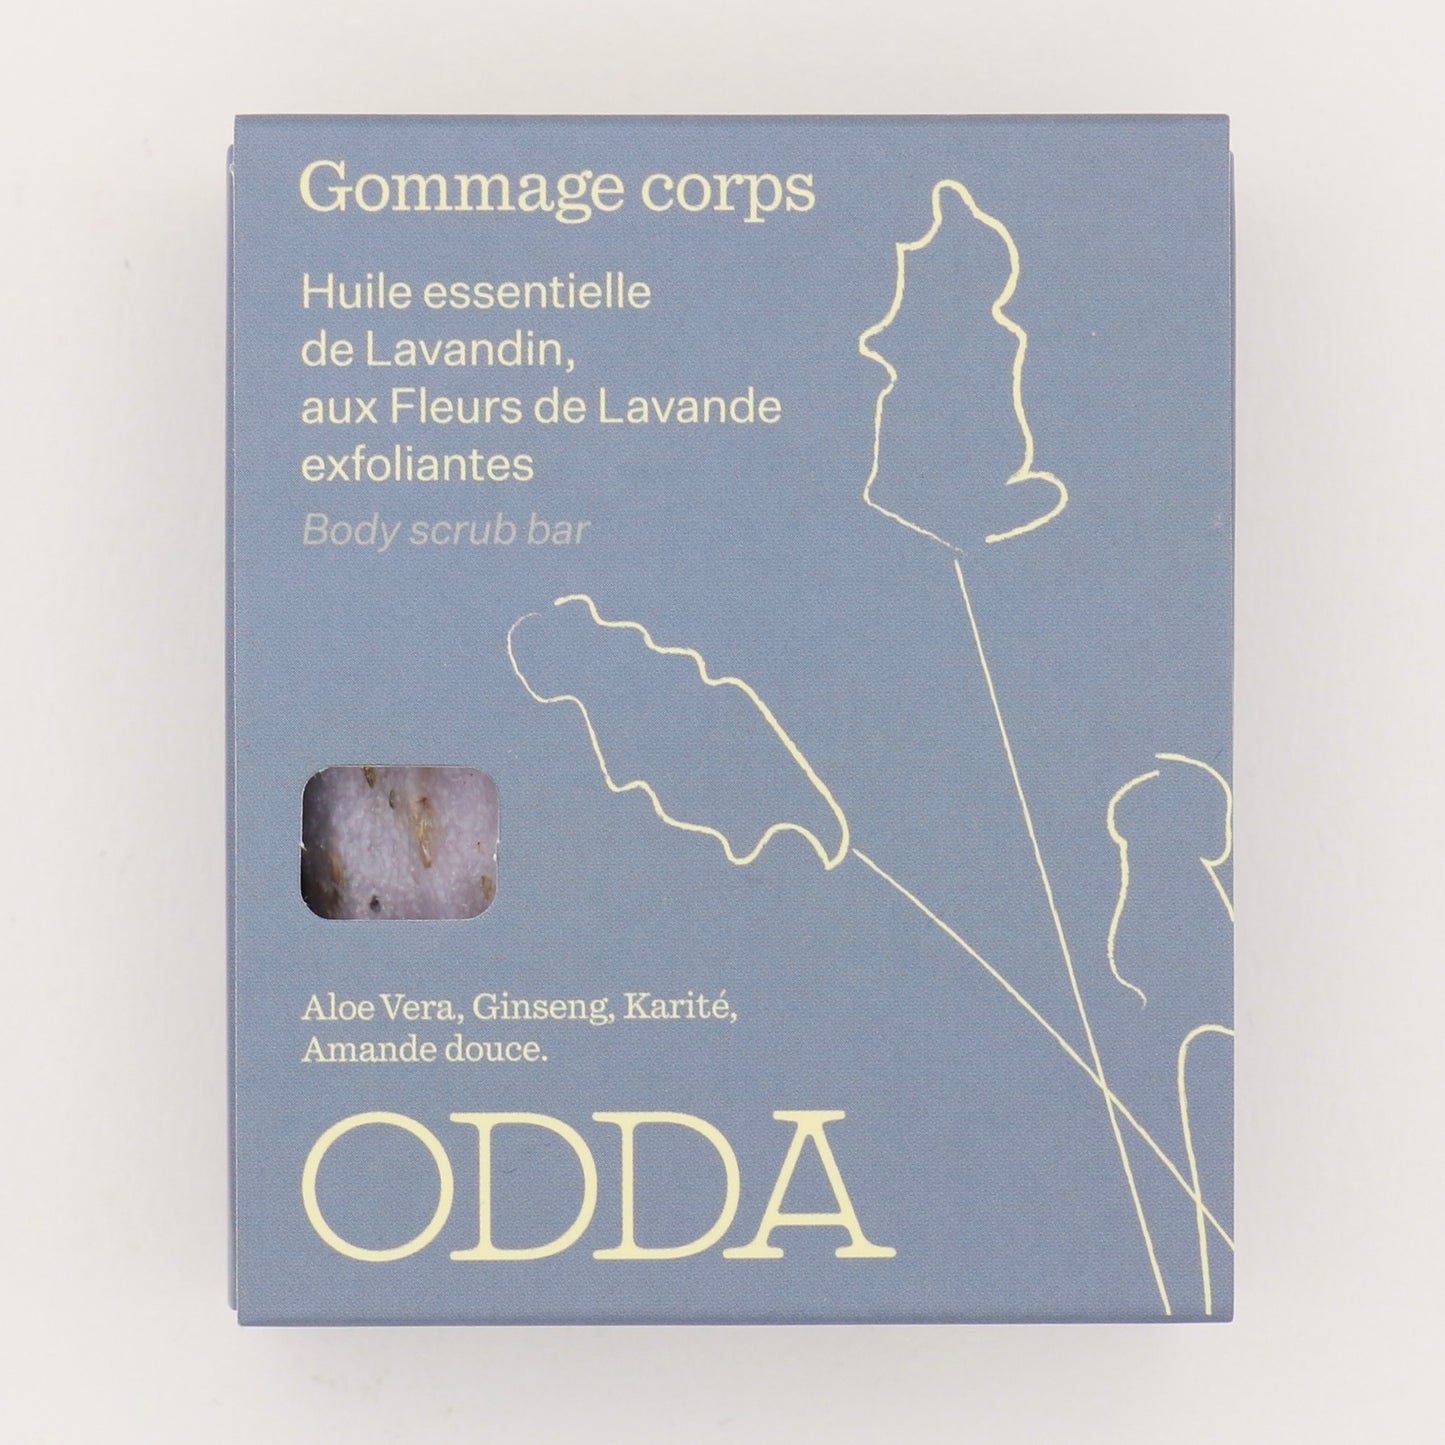 Gommage corps
Huile essentielle
de Lavandin,
aux Fleurs de Lavande
exfoliantes
Body scrub bar
Aloe Vera, Ginseng, Karité,
Amande douce.
ODDA